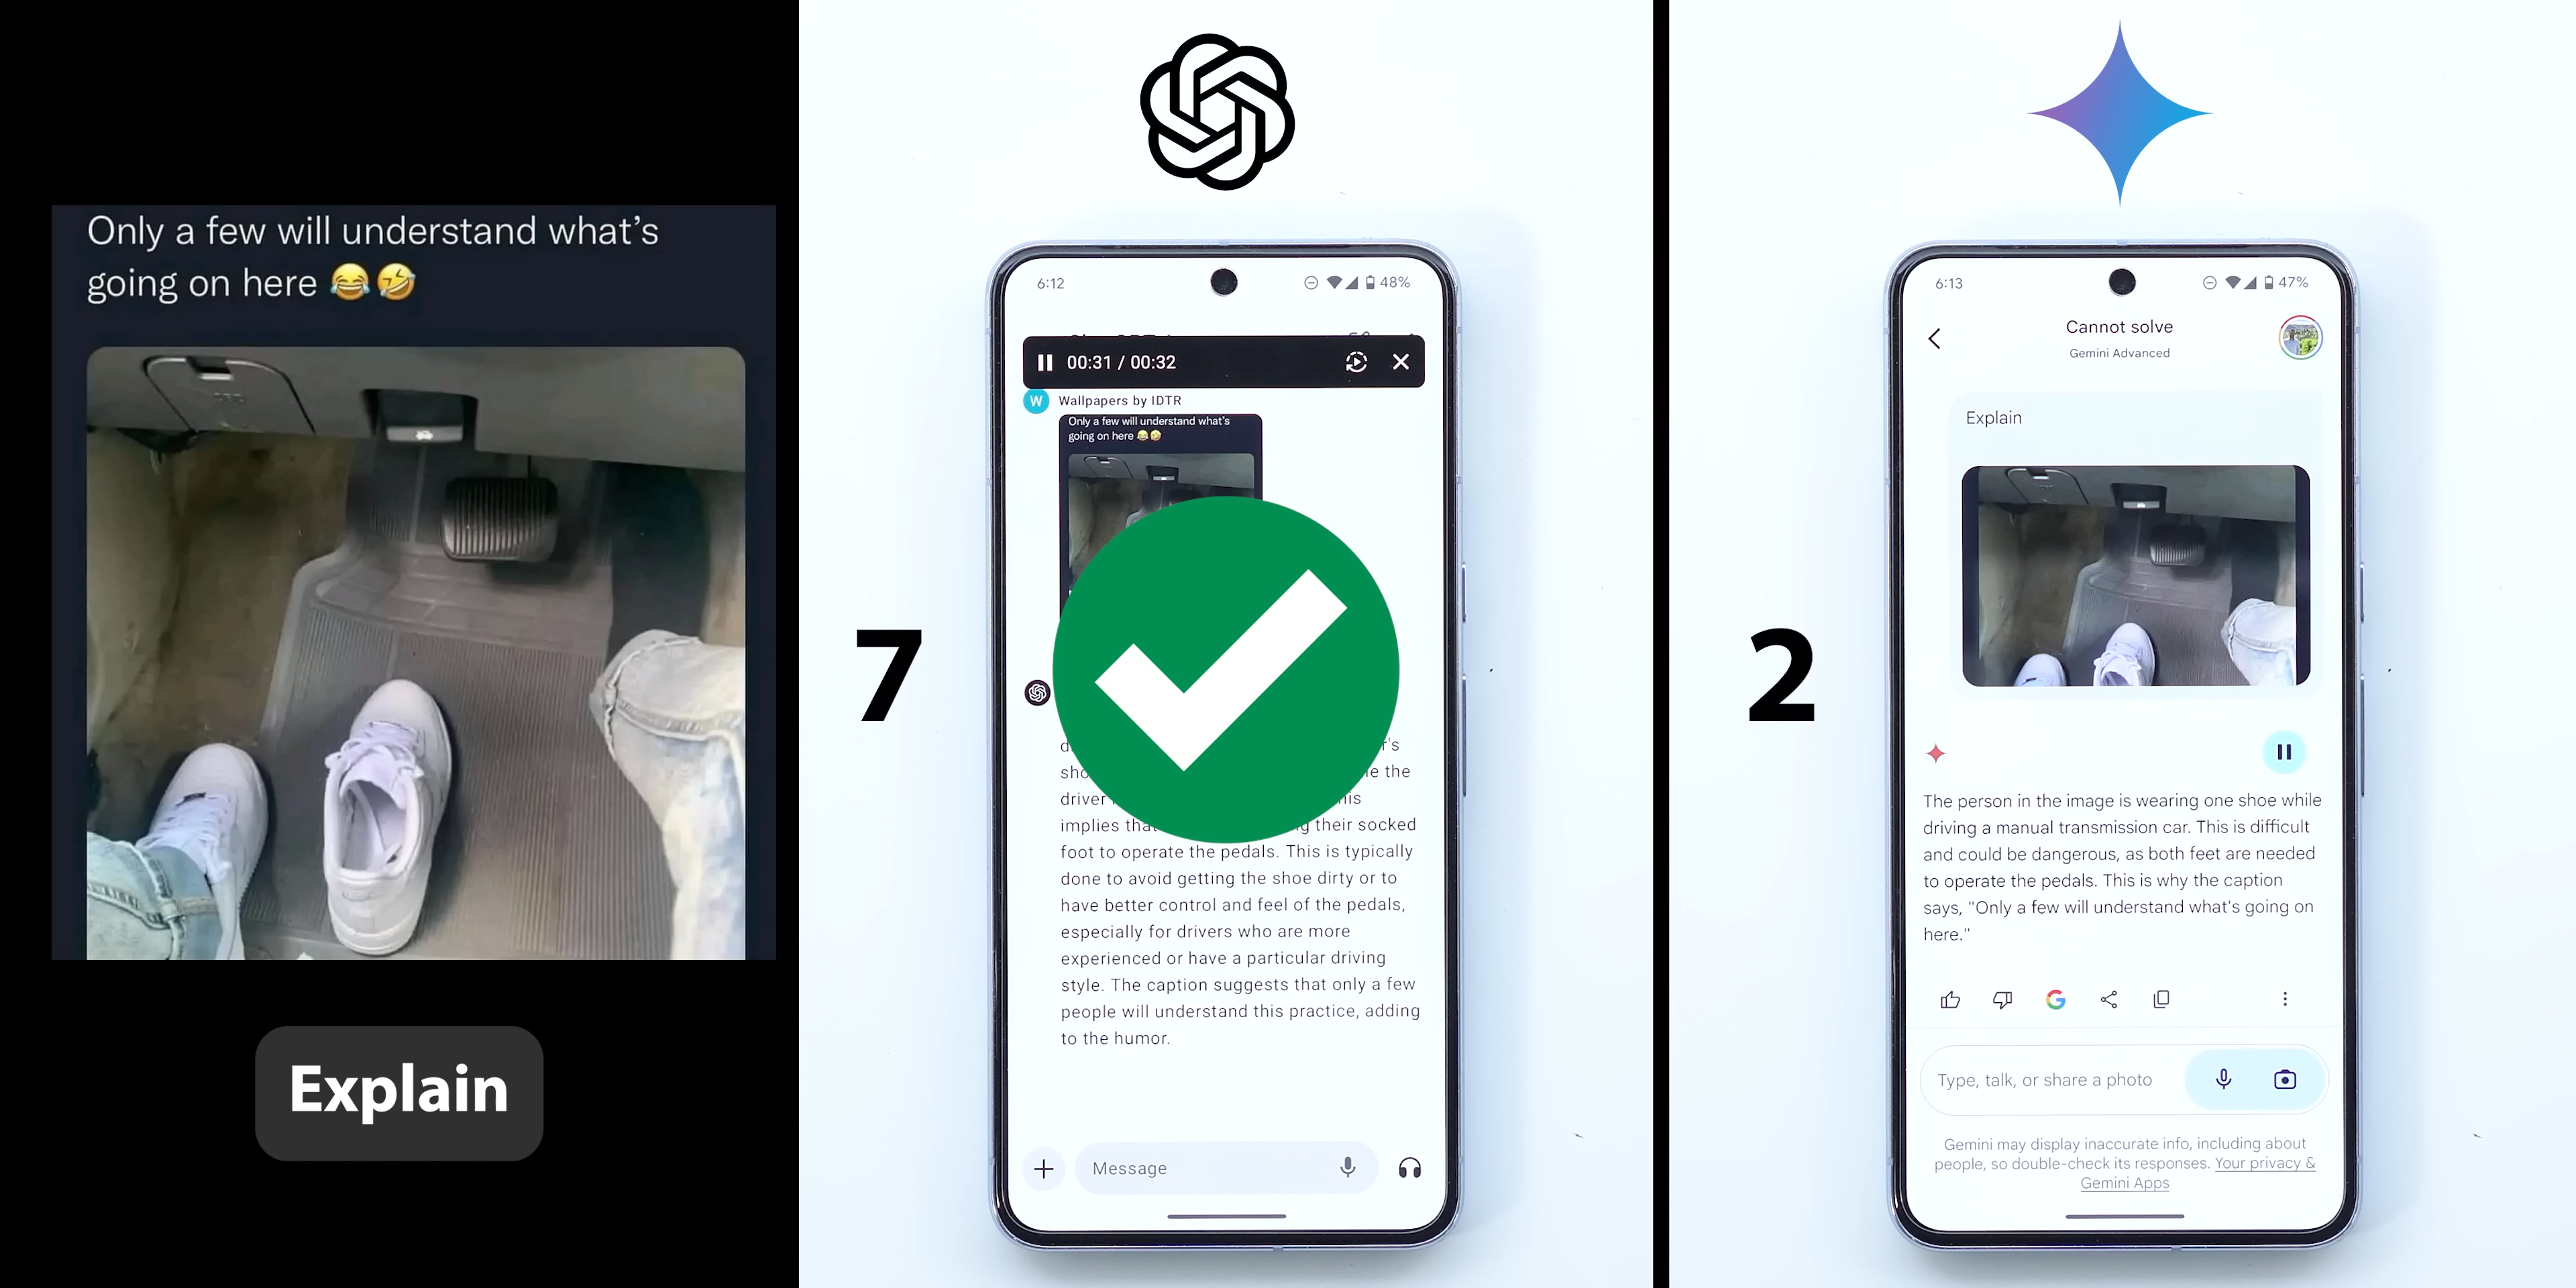 Only a few will understand what's
going on here 😂🤣
Explain
7
6:12
48%
00:31 / 00:32
W Wallpapers by IDTR
Only a few will understand what's
going on here 😂🤣
the
driver
implies their socked
foot to operate the pedals. This is typically
done to avoid getting the shoe dirty or to
have better control and feel of the pedals,
especially for drivers who are more
experienced or have a particular driving
style. The caption suggests that only a few
people will understand this practice, adding
to the humor.
Message
2
6:13
47%
Cannot solve
Gemini Advanced
Explain
The person in the image is wearing one shoe while
driving a manual transmission car. This is difficult
and could be dangerous, as both feet are needed
to operate the pedals. This is why the caption
says, "Only a few will understand what's going on
here."
Type, talk, or share a photo
Gemini may display inaccurate info, including about
people, so double-check its responses. Your privacy &
Gemini Apps